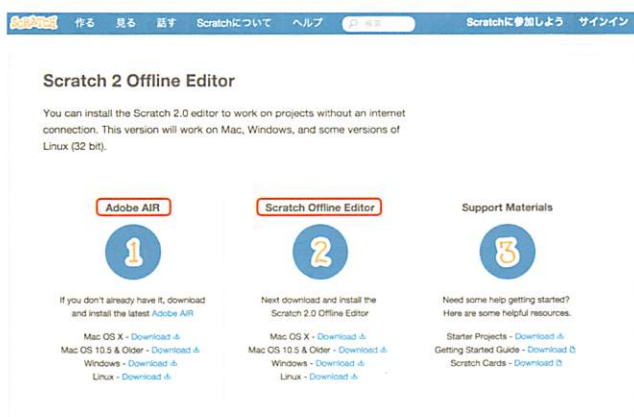 SCRATCH 作る 見る 話す Scratchについて ヘルプ 検索 Scratchに参加しよう サインイン
Scratch 2 Offline Editor
You can install the Scratch 2.0 editor to work on projects without an internet
connection. This version will work on Mac, Windows, and some versions of
Linux (32 bit).
Adobe AIR
1
If you don't already have it, download
and install the latest Adobe AIR
Mac OS X - Download
Mac OS 10.5 & Older - Download
Windows - Download
Linux - Download
Scratch Offline Editor
2
Next download and install the
Scratch 2.0 Offline Editor
Mac OS X - Download
Mac OS 10.5 & Older - Download
Windows - Download
Linux - Download
Support Materials
3
Need some help getting started?
Here are some helpful resources.
Starter Projects - Download
Getting Started Guide - Download
Scratch Cards - Download